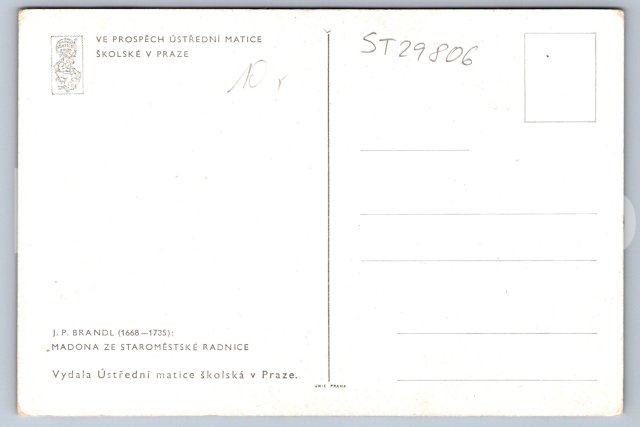 VE PROSPĚCH ÚSTŘEDNÍ MATICE
ŠKOLSKÉ V PRAZE
10
ST29806
J. P. BRANDL (1668—1735):
MADONA ZE STAROMĚSTSKÉ RADNICE
Vydala Ústřední matice školská v Praze.
UNIE PRAHA